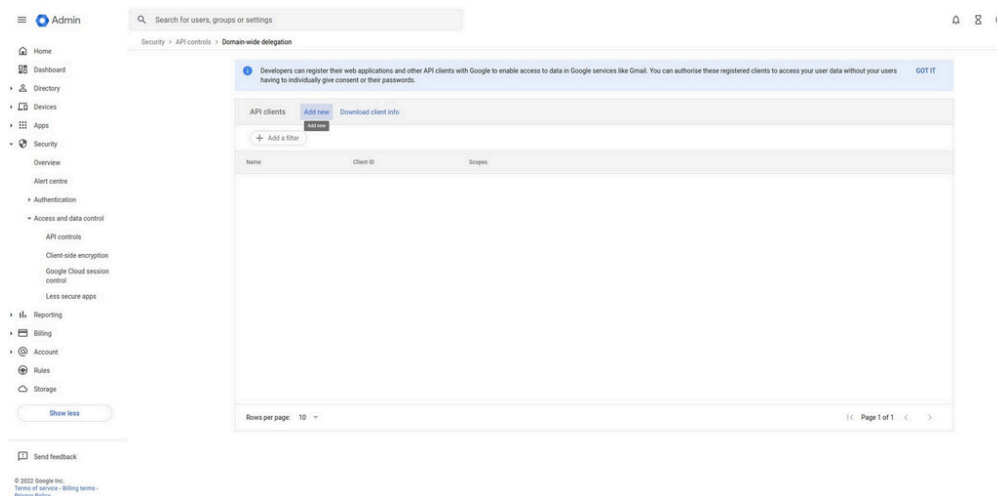 Admin
Search for users, groups or settings
Security > API controls > Domain-wide delegation
Home
Dashboard
Directory
Devices
Apps
Security
Overview
Alert centre
Authentication
Access and data control
API controls
Client-side encryption
Google Cloud session
control
Less secure apps
Reporting
Billing
Account
Rules
Storage
Show less
Send feedback
© 2022 Google Inc.
Terms of service - Billing terms -
Privacy Policy
Developers can register their web applications and other API clients with Google to enable access to data in Google services like Gmail. You can authorise these registered clients to access your user data without your users
having to individually give consent or their passwords.
GOT IT
API clients Add new Download client info
Add new
+ Add a filter
Name Client ID Scopes
Rows per page: 10
Page 1 of 1